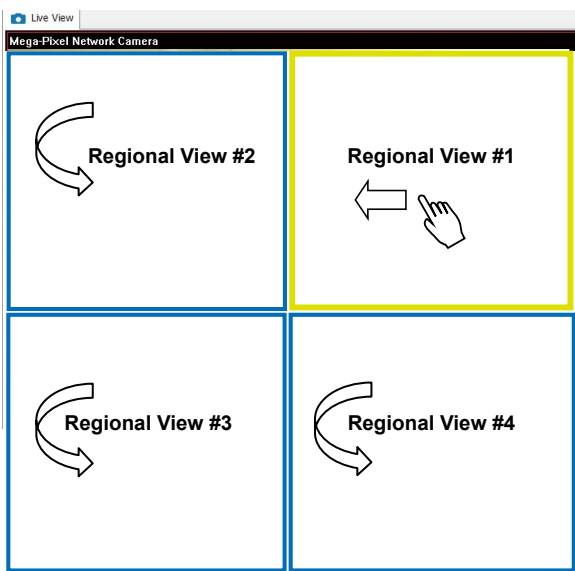 Live View
Mega-Pixel Network Camera
Regional View #2
Regional View #1
Regional View #3
Regional View #4